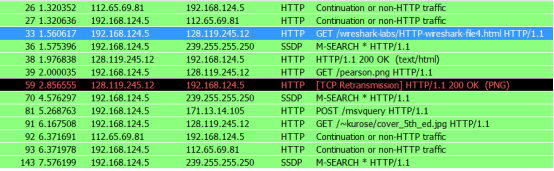 26 1.320352 112.65.69.81 192.168.124.5 HTTP Continuation or non-HTTP traffic
27 1.320636 192.168.124.5 112.65.69.81 HTTP Continuation or non-HTTP traffic
33 1.560617 192.168.124.5 128.119.245.12 HTTP GET /wireshark-labs/HTTP-wireshark-file4.html HTTP/1.1
36 1.575396 192.168.124.5 239.255.255.250 SSDP M-SEARCH * HTTP/1.1
38 1.976838 128.119.245.12 192.168.124.5 HTTP HTTP/1.1 200 OK (text/html)
39 2.000035 192.168.124.5 128.119.245.12 HTTP GET /pearson.png HTTP/1.1
59 2.856555 128.119.245.12 192.168.124.5 HTTP [TCP Retransmission] HTTP/1.1 200 OK (PNG)
70 4.576297 192.168.124.5 239.255.255.250 SSDP M-SEARCH * HTTP/1.1
81 5.268763 192.168.124.5 171.13.14.105 HTTP POST /msvquery HTTP/1.1
91 6.167508 192.168.124.5 128.119.245.12 HTTP GET /~kurose/cover_5th_ed.jpg HTTP/1.1
92 6.371691 112.65.69.81 192.168.124.5 HTTP Continuation or non-HTTP traffic
93 6.371978 192.168.124.5 112.65.69.81 HTTP Continuation or non-HTTP traffic
143 7.576199 192.168.124.5 239.255.255.250 SSDP M-SEARCH * HTTP/1.1